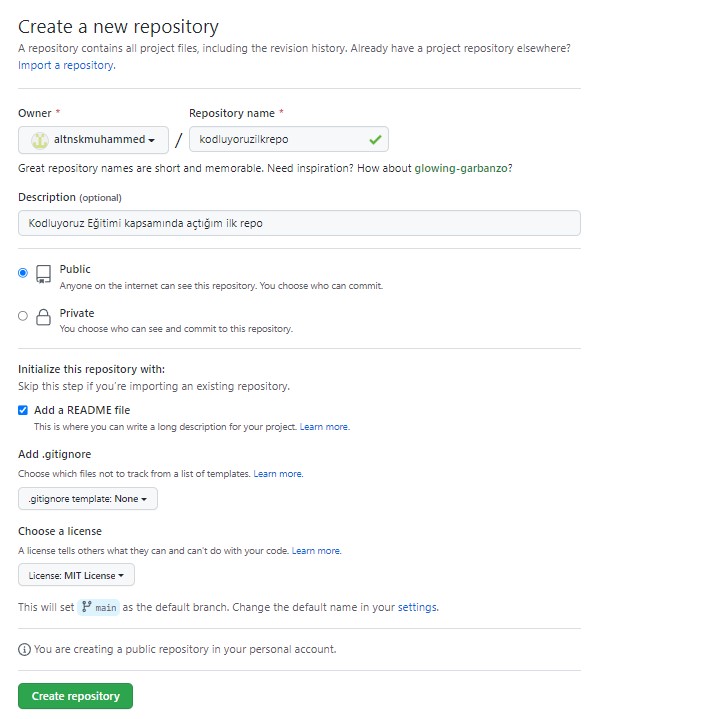 Create a new repository
A repository contains all project files, including the revision history. Already have a project repository elsewhere?
Import a repository.
Owner *
Repository name *
altnskmuhammed
/
kodluyoruzilkrepo
Great repository names are short and memorable. Need inspiration? How about glowing-garbanzo?
Description (optional)
Kodluyoruz Eğitimi kapsamında açtığım ilk repo
Public
Anyone on the internet can see this repository. You choose who can commit.
Private
You choose who can see and commit to this repository.
Initialize this repository with:
Skip this step if you're importing an existing repository.
Add a README file
This is where you can write a long description for your project. Learn more.
Add .gitignore
Choose which files not to track from a list of templates. Learn more.
.gitignore template: None
Choose a license
A license tells others what they can and can't do with your code. Learn more.
License: MIT License
This will set main as the default branch. Change the default name in your settings.
You are creating a public repository in your personal account.
Create repository